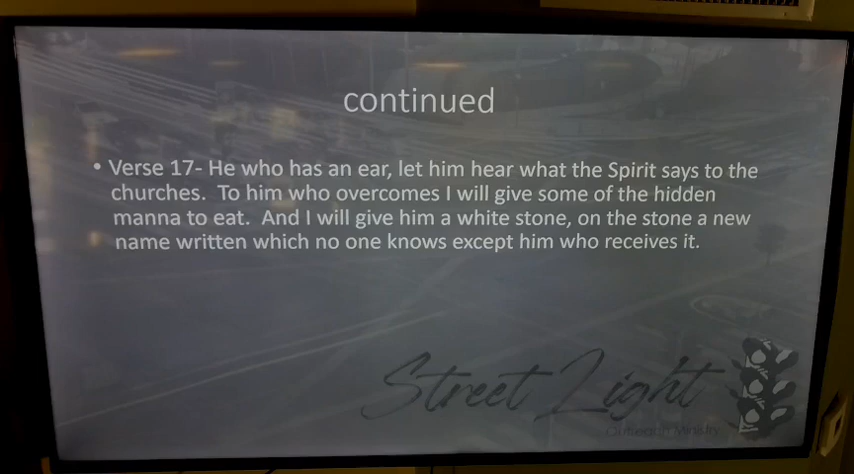 continued
• Verse 17- He who has an ear, let him hear what the Spirit says to the
churches.  To him who overcomes I will give some of the hidden
manna to eat.  And I will give him a white stone, on the stone a new
name written which no one knows except him who receives it.
Street Light
Outreach Ministry